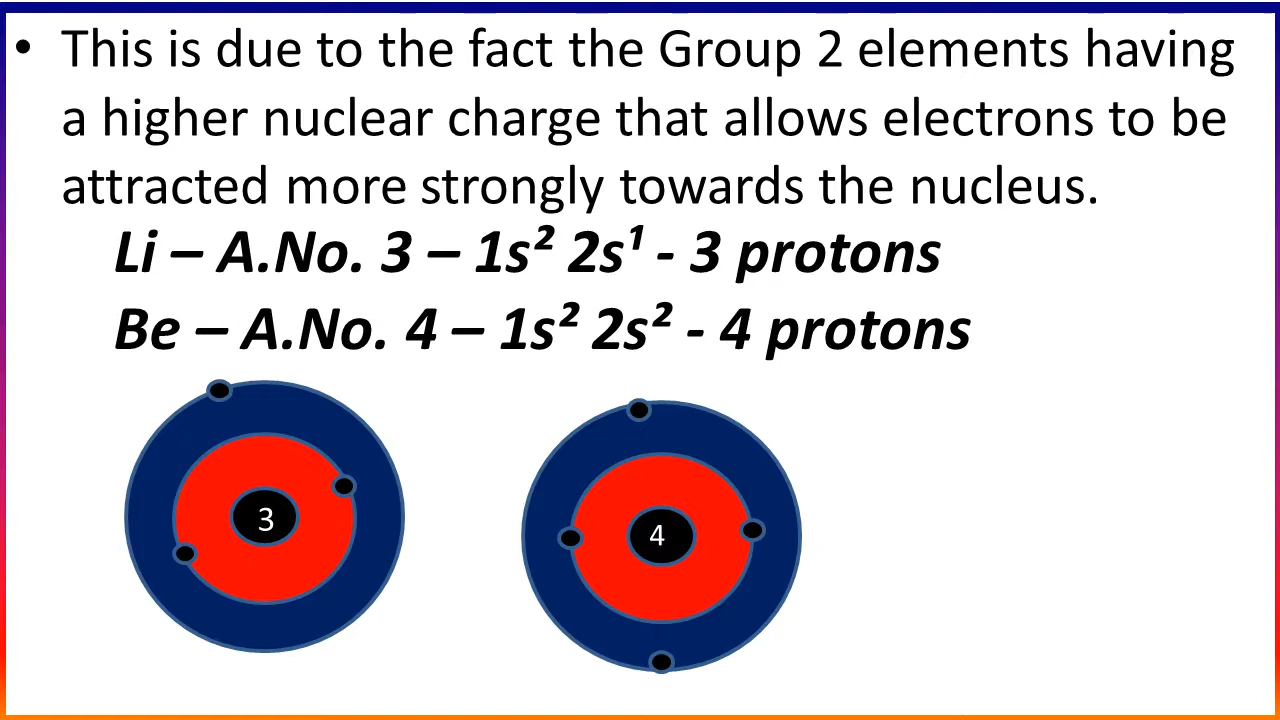 • This is due to the fact the Group 2 elements having
a higher nuclear charge that allows electrons to be
attracted more strongly towards the nucleus.
Li – A.No. 3 – 1s² 2s¹ - 3 protons
Be – A.No. 4 – 1s² 2s² - 4 protons
3
4